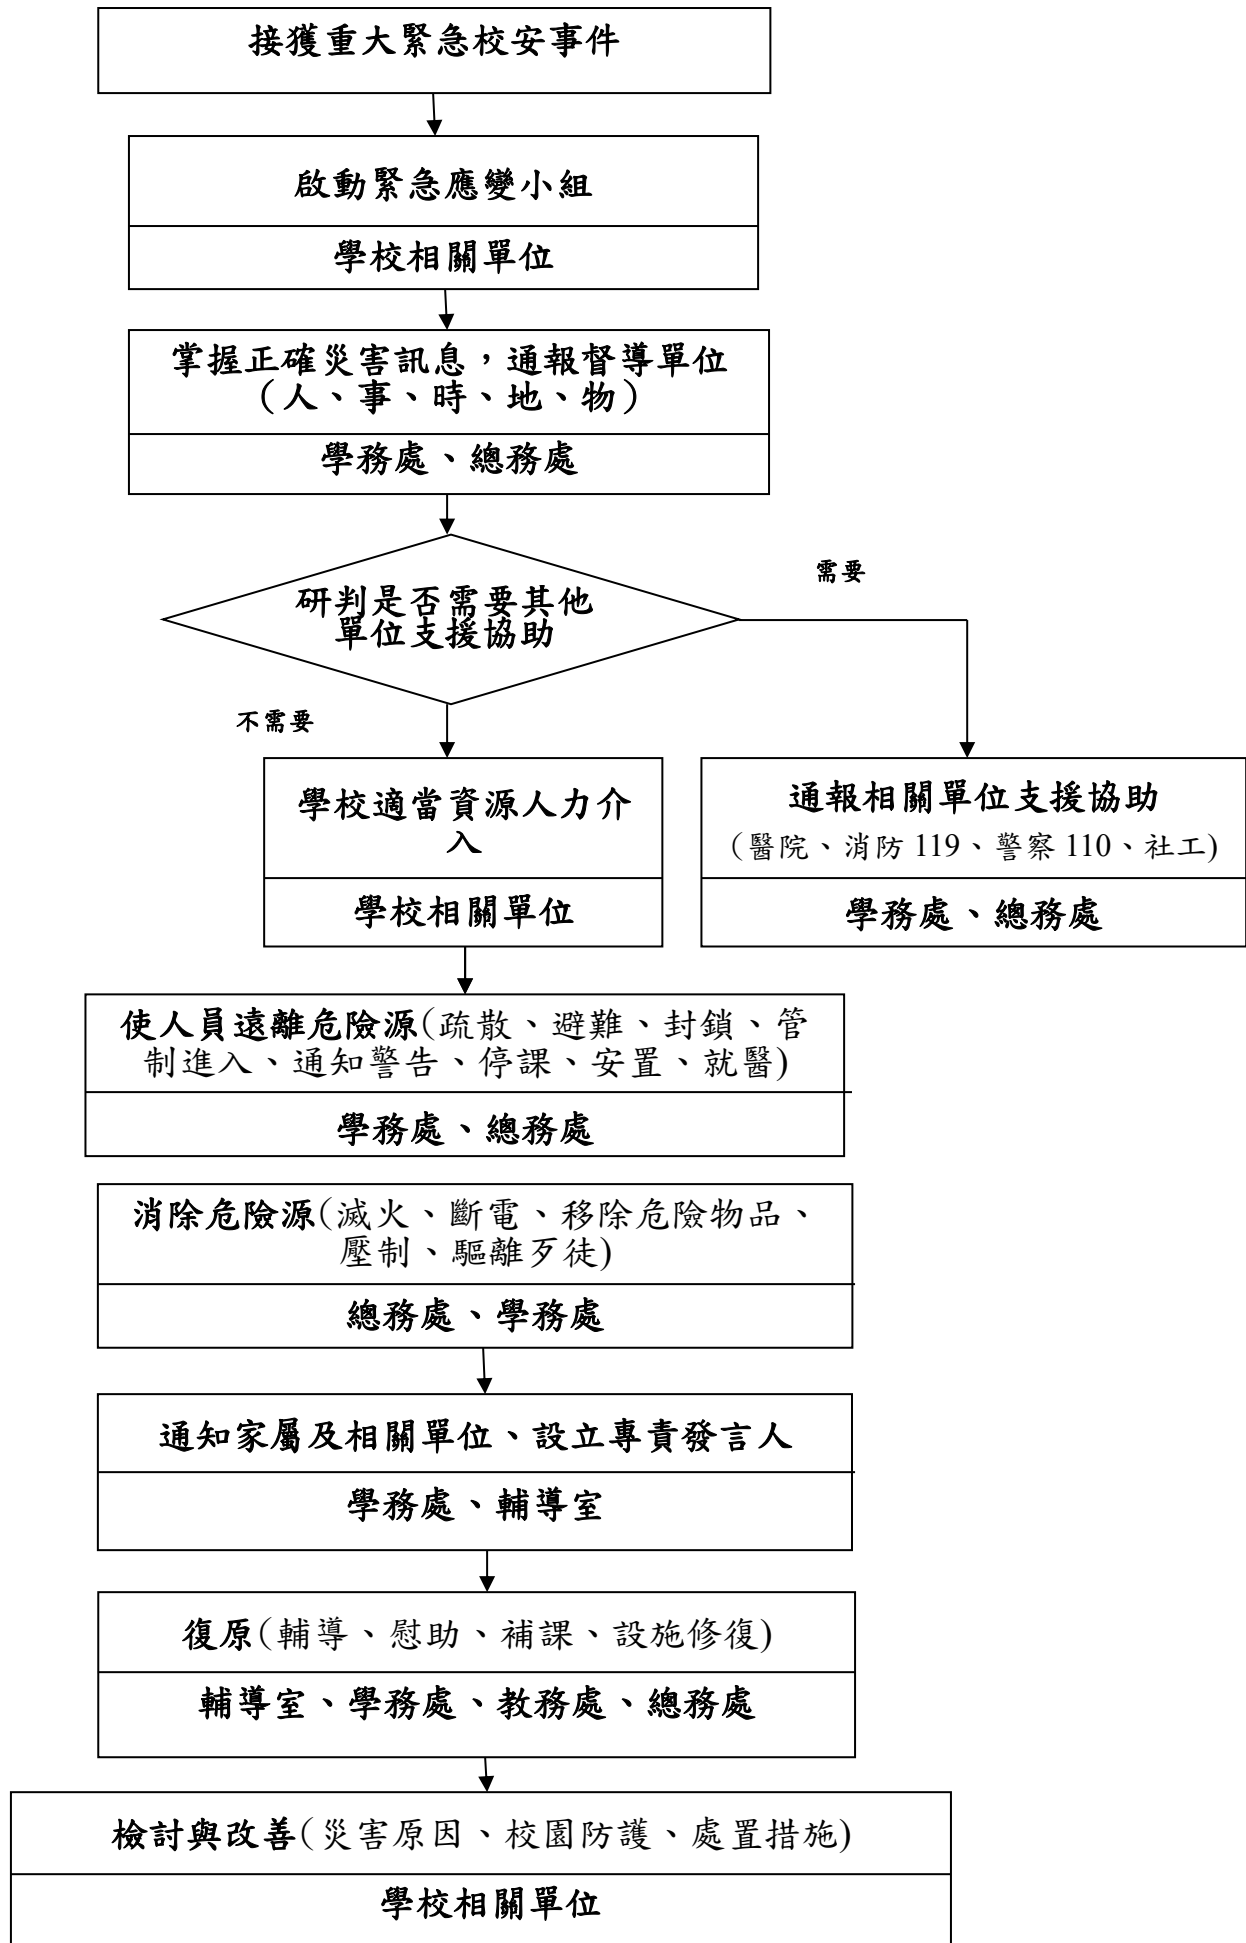 接獲重大緊急校安事件
啟動緊急應變小組
學校相關單位
掌握正確災害訊息，通報督導單位
（人、事、時、地、物）
學務處、總務處
研判是否需要其他
單位支援協助
需要
不需要
學校適當資源人力介
入
學校相關單位
通報相關單位支援協助
（醫院、消防 119、警察 110、社工)
學務處、總務處
使人員遠離危險源(疏散、避難、封鎖、管
制進入、通知警告、停課、安置、就醫)
學務處、總務處
消除危險源(滅火、斷電、移除危險物品、
壓制、驅離歹徒)
總務處、學務處
通知家屬及相關單位、設立專責發言人
學務處、輔導室
復原(輔導、慰助、補課、設施修復)
輔導室、學務處、教務處、總務處
檢討與改善(災害原因、校園防護、處置措施)
學校相關單位